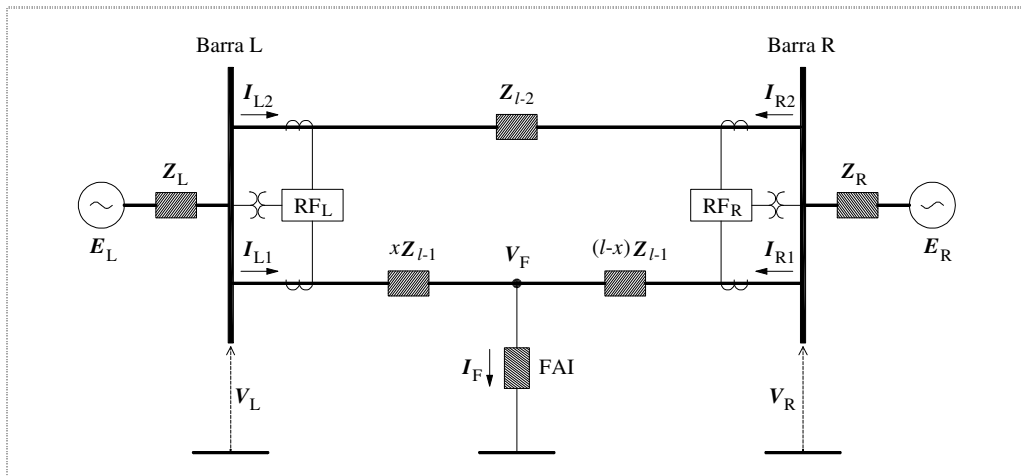 Barra L Barra R
I_L2 Z_l-2 I_R2
Z_L RF_L RF_R Z_R
E_L E_R
I_L1 xZ_l-1 V_F (l-x)Z_l-1 I_R1
I_F FAI
V_L V_R